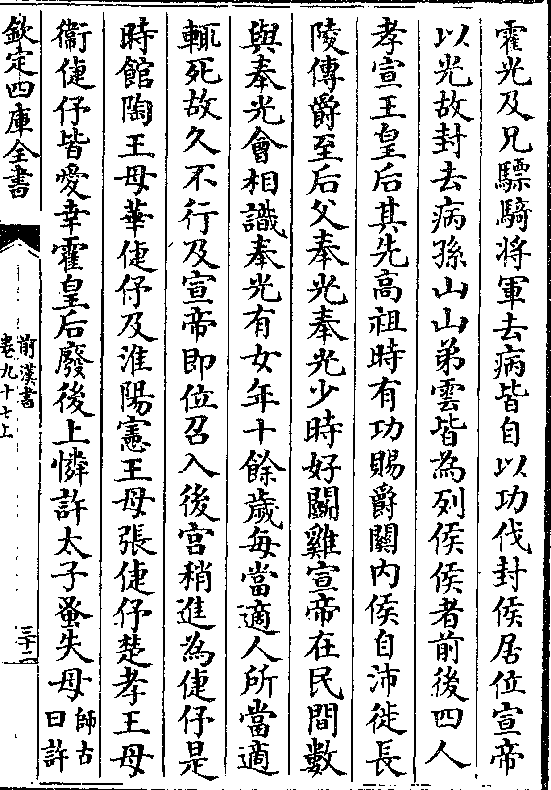 霍光及兄驃騎將軍去病皆自以功伐封侯居位宣帝
以光故封去病孫山山弟雲皆為列侯侯者前後四人
孝宣王皇后其先高祖時有功賜爵關内侯自沛徙長
陵傳爵至后父奉光奉光少時好鬭雞宣帝在民間數
與奉光會相識奉光有女年十餘歲每當適人所當適
輒死故久不行及宣帝即位召入後宮稍進為倢伃是
時館陶王母華倢伃及淮陽憲王母張倢伃楚孝王母
衞倢伃皆愛幸霍皇后廢後上憐許太子蚤失母師古
曰許
欽定四庫全書
前漢書
卷九十七上
三十二